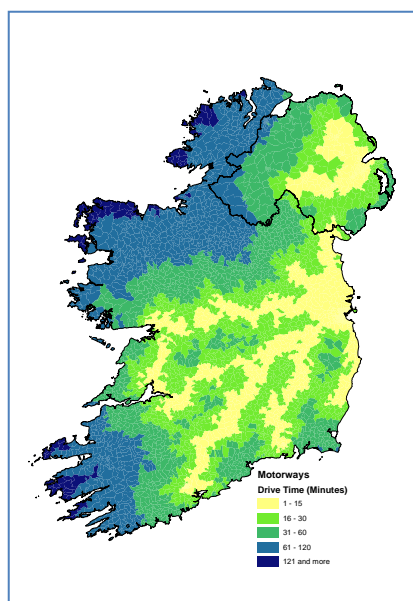 Motorways
Drive Time (Minutes)
1 - 15
16 - 30
31 - 60
61 - 120
121 and more